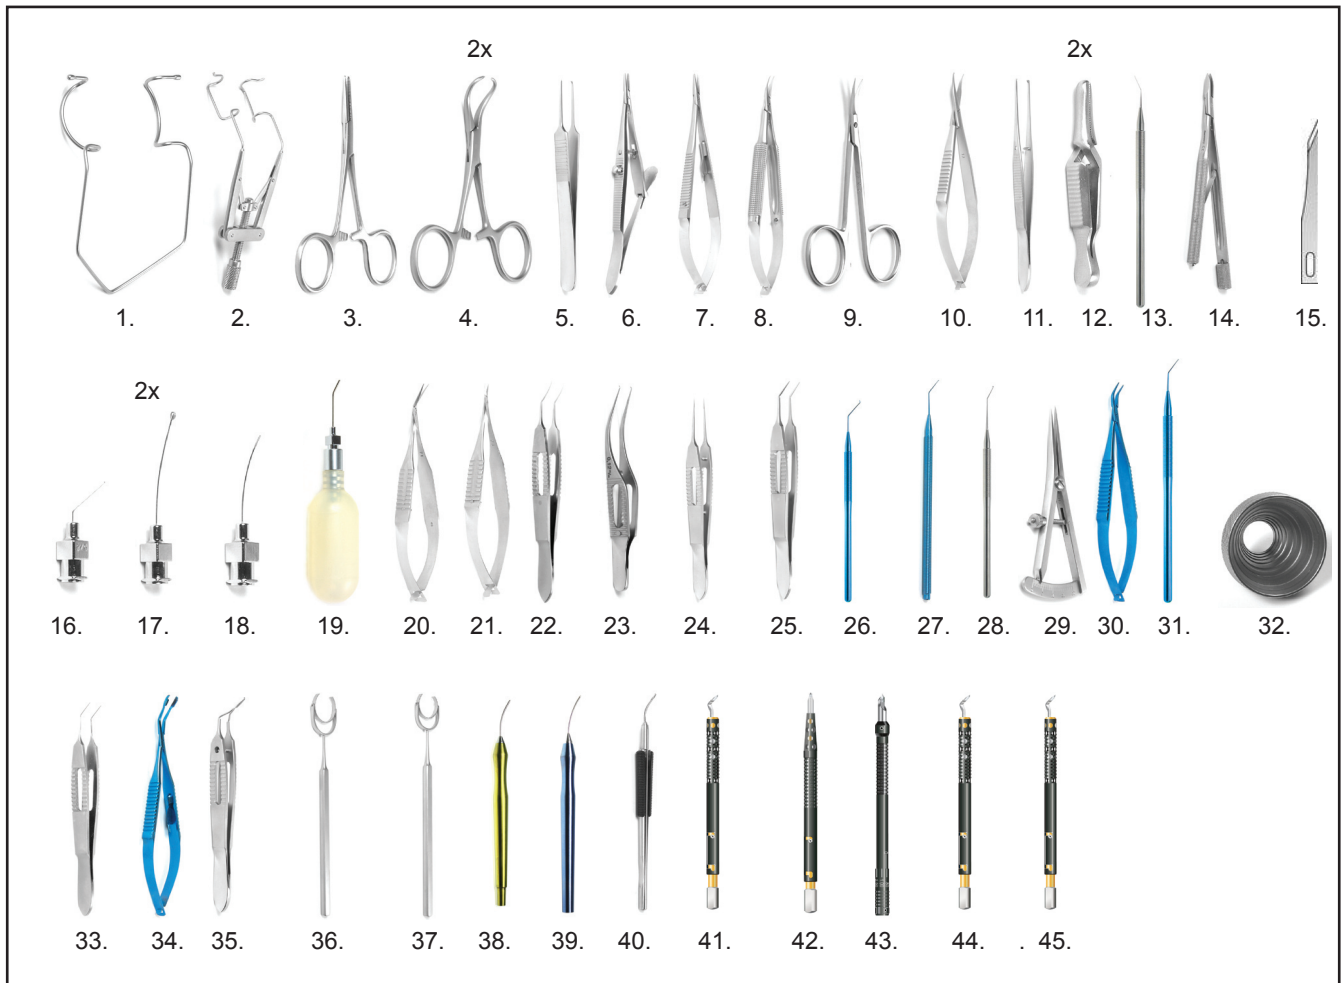 2x 2x
1. 2. 3. 4. 5. 6. 7. 8. 9. 10. 11. 12. 13. 14. 15.
2x
16. 17. 18. 19. 20. 21. 22. 23. 24. 25. 26. 27. 28. 29. 30. 31. 32.
33. 34. 35. 36. 37. 38. 39. 40. 41. 42. 43. 44. . 45.